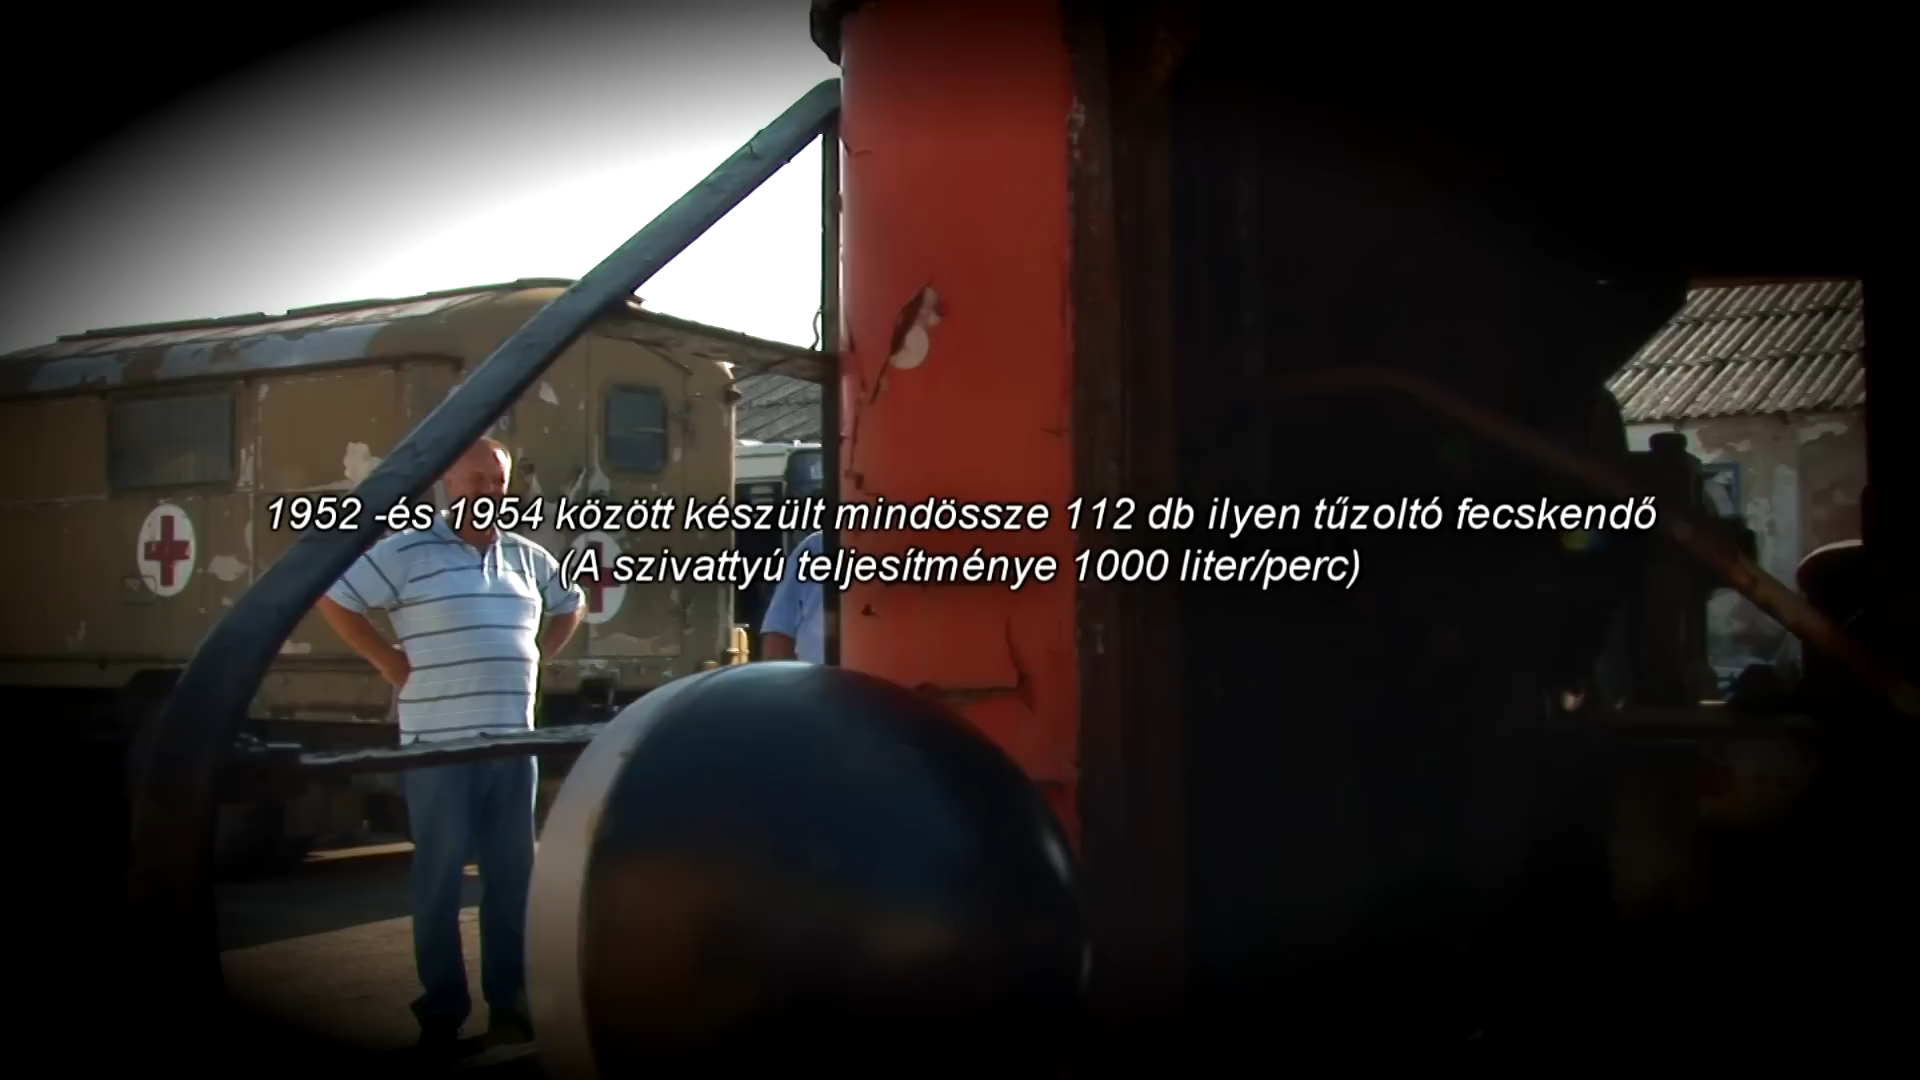 1952 -és 1954 között készült mindössze 112 db ilyen tűzoltó fecskendő
(A szivattyú teljesítménye 1000 liter/perc)